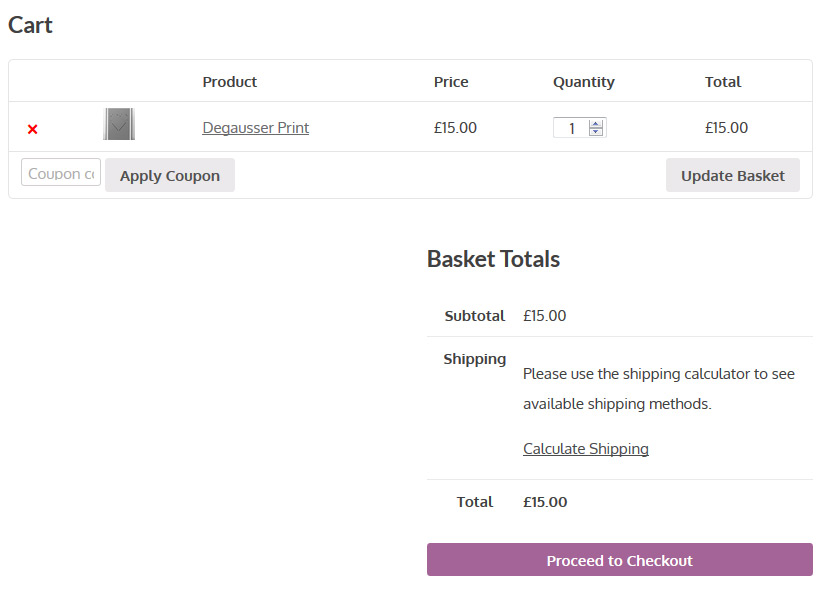 Cart
Product Price Quantity Total
× Degausser Print £15.00 1 £15.00
Coupon co Apply Coupon Update Basket
Basket Totals
Subtotal £15.00
Shipping
Please use the shipping calculator to see
available shipping methods.
Calculate Shipping
Total £15.00
Proceed to Checkout